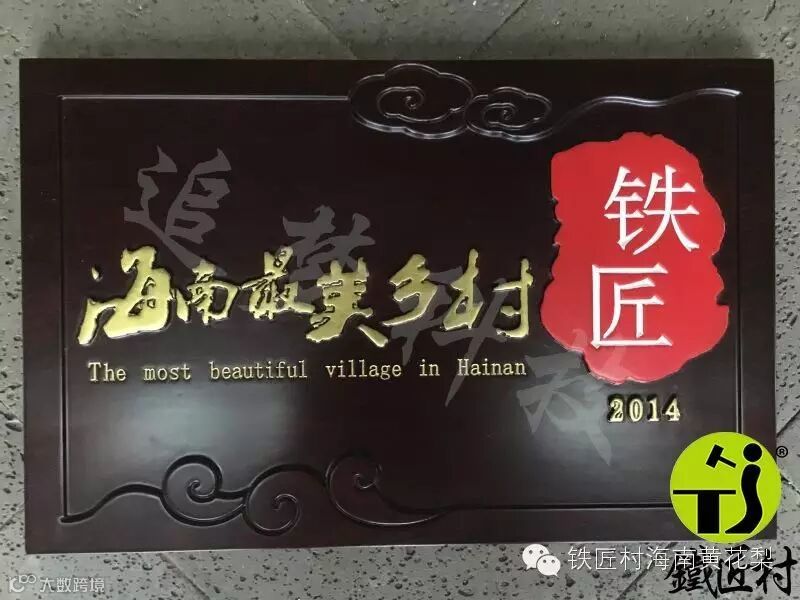 海南最美乡村
The most beautiful village in Hainan
铁匠
2014
®
铁匠村海南黄花梨
鐵匠村
大数跨境